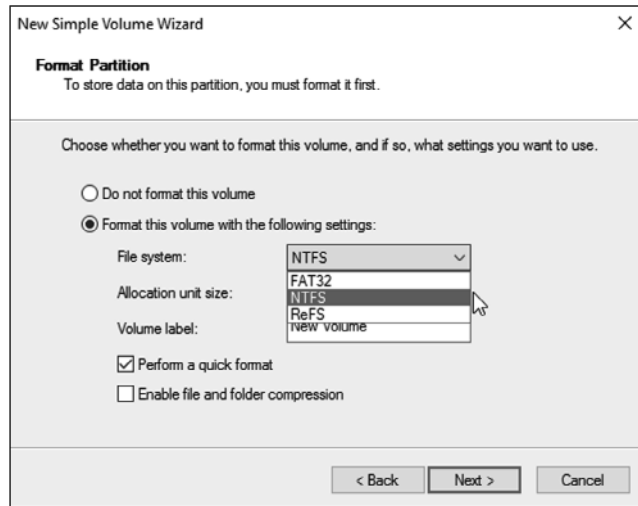 New Simple Volume Wizard
Format Partition
To store data on this partition, you must format it first.
Choose whether you want to format this volume, and if so, what settings you want to use.
Do not format this volume
Format this volume with the following settings:
File system: NTFS
FAT32
Allocation unit size: NTFS
ReFS
Volume label: New Volume
Perform a quick format
Enable file and folder compression
< Back Next > Cancel